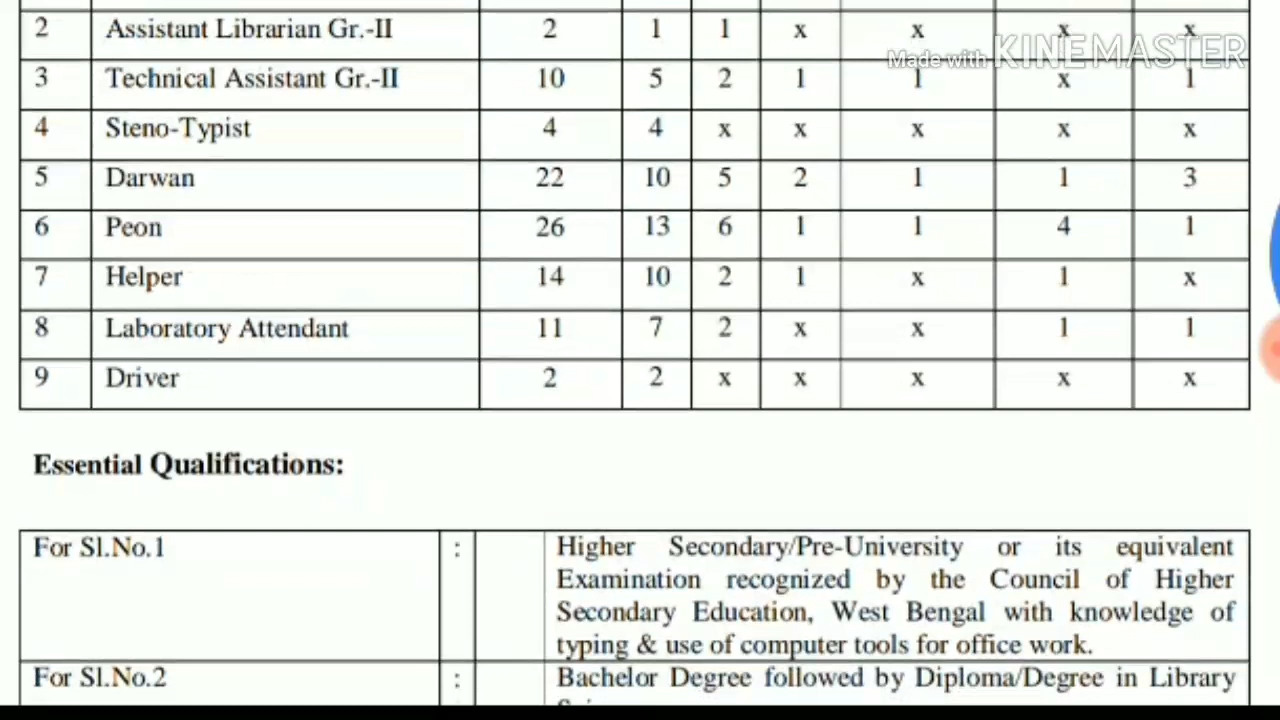 2 Assistant Librarian Gr.-II 2 1 1 x x x x
Made with KINEMASTER
3 Technical Assistant Gr.-II 10 5 2 1 1 x 1
4 Steno-Typist 4 4 x x x x x
5 Darwan 22 10 5 2 1 1 3
6 Peon 26 13 6 1 1 4 1
7 Helper 14 10 2 1 x 1 x
8 Laboratory Attendant 11 7 2 x x 1 1
9 Driver 2 2 x x x x x
Essential Qualifications:
For Sl.No.1 : Higher Secondary/Pre-University or its equivalent
Examination recognized by the Council of Higher
Secondary Education, West Bengal with knowledge of
typing & use of computer tools for office work.
For Sl.No.2 : Bachelor Degree followed by Diploma/Degree in Library